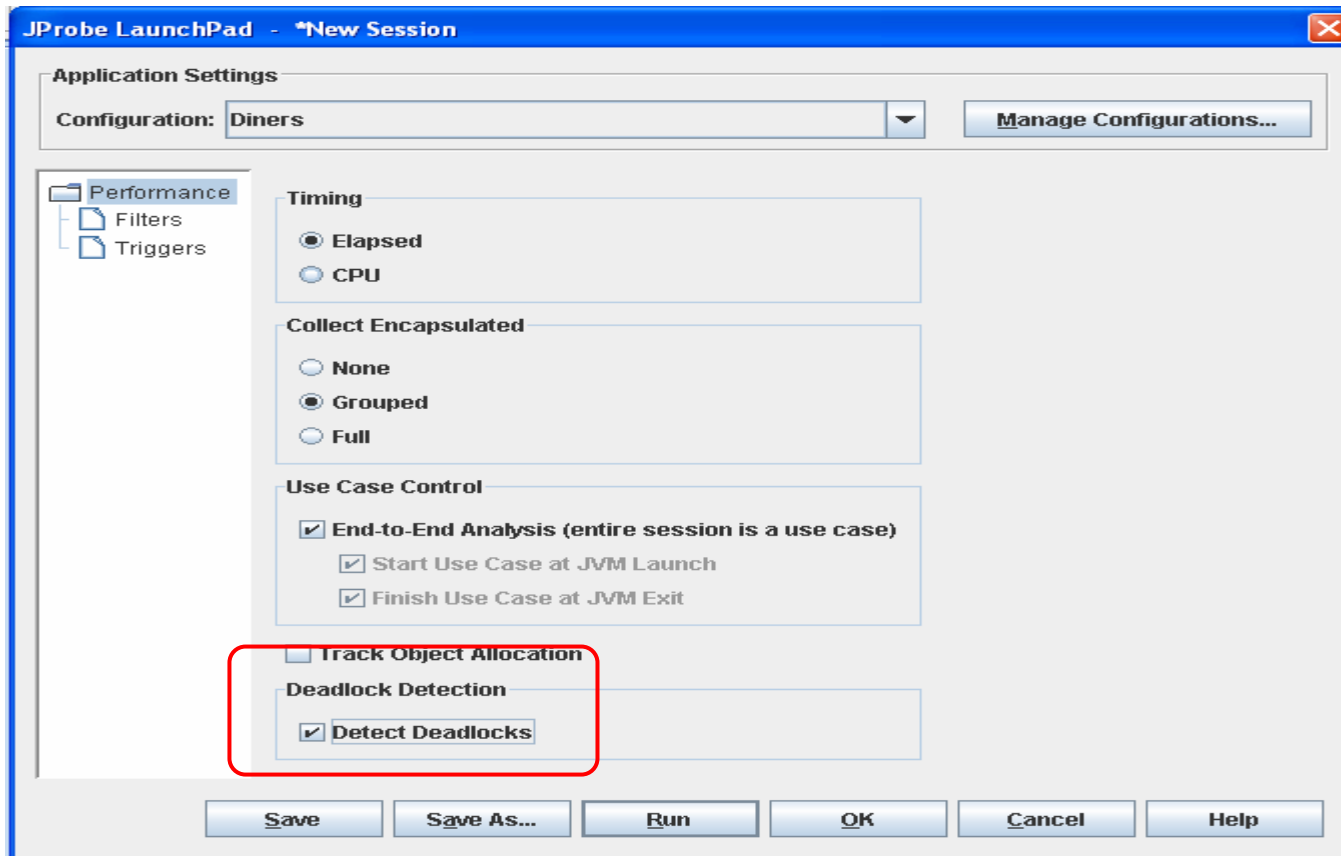 JProbe LaunchPad - *New Session
Application Settings
Configuration: Diners
Manage Configurations...
Performance
Filters
Triggers
Timing
Elapsed
CPU
Collect Encapsulated
None
Grouped
Full
Use Case Control
End-to-End Analysis (entire session is a use case)
Start Use Case at JVM Launch
Finish Use Case at JVM Exit
Track Object Allocation
Deadlock Detection
Detect Deadlocks
Save
Save As...
Run
OK
Cancel
Help